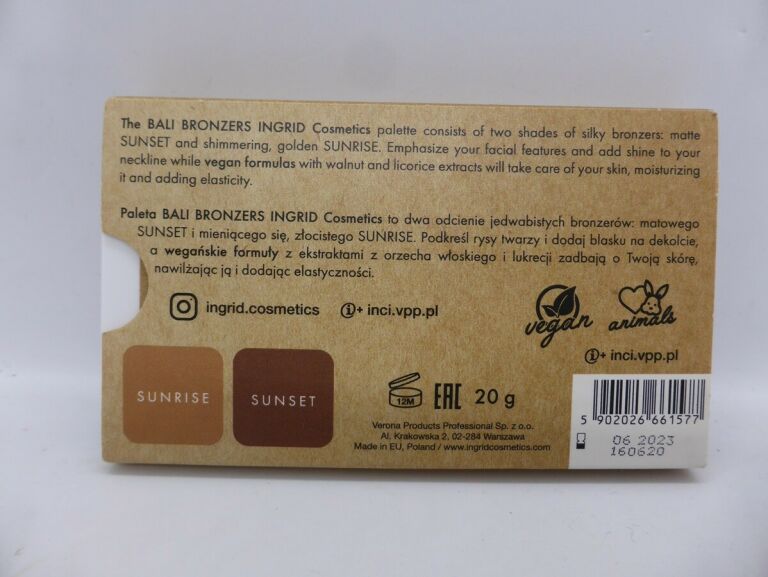 The BALI BRONZERS INGRID Cosmetics palette consists of two shades of silky bronzers: matte
SUNSET and shimmering, golden SUNRISE. Emphasize your facial features and add shine to your
neckline while vegan formulas with walnut and licorice extracts will take care of your skin, moisturizing
it and adding elasticity.
Paleta BALI BRONZERS INGRID Cosmetics to dwa odcienie jedwabistych bronzerów: matowego
SUNSET i mieniącego się, złocistego SUNRISE. Podkreśl rysy twarzy i dodaj blasku na dekolcie,
a wegańskie formuły z ekstraktami z orzecha włoskiego i lukrecji zadbają o Twoją skórę,
nawilżając ją i dodając elastyczności.
ingrid.cosmetics i+ inci.vpp.pl
vegan animals
i+ inci.vpp.pl
SUNRISE SUNSET
12M EAC 20 g
Verona Products Professional Sp. z o.o.
Al. Krakowska 2, 02-284 Warszawa
Made in EU, Poland / www.ingridcosmetics.com
5 902026 661577
06 2023
160620